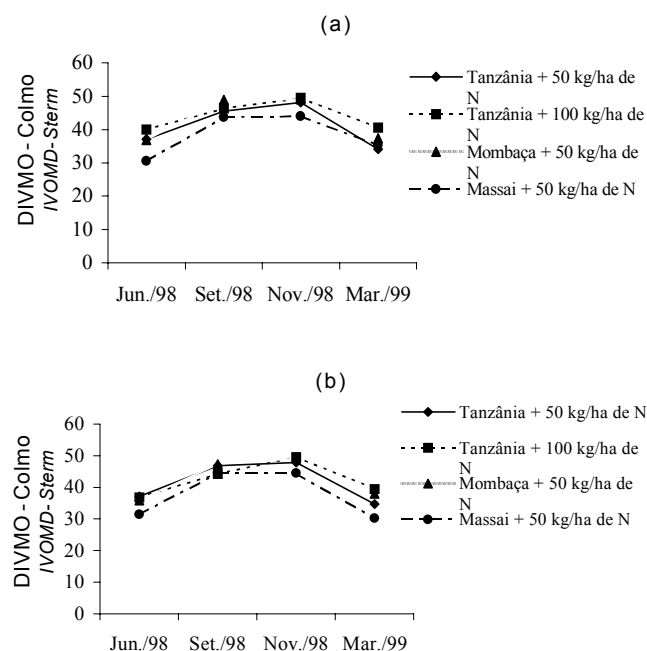 (a)
DIVMO - Colmo
IVOMD- Sterm
60
50
40
30
20
10
0
Jun./98 Set./98 Nov./98 Mar./99
Tanzânia + 50 kg/ha de
N
Tanzânia + 100 kg/ha de
N
Mombaça + 50 kg/ha de
N
Massai + 50 kg/ha de N
(b)
DIVMO - Colmo
IVOMD- Sterm
60
50
40
30
20
10
0
Jun./98 Set./98 Nov./98 Mar./99
Tanzânia + 50 kg/ha de N
Tanzânia + 100 kg/ha de
N
Mombaça + 50 kg/ha de
N
Massai + 50 kg/ha de N